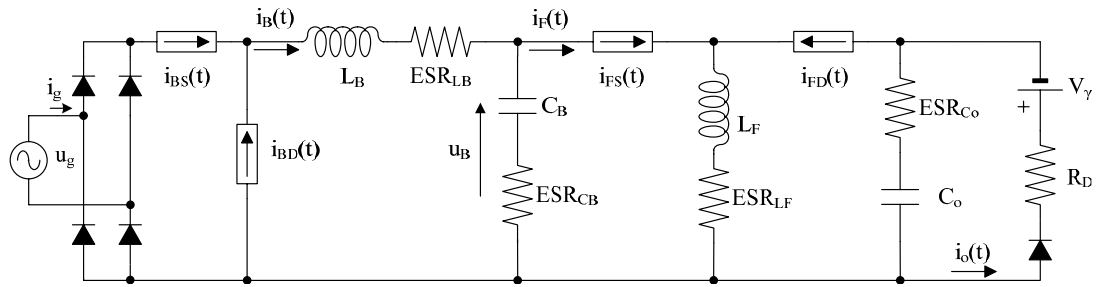 i_g
u_g
i_BS(t)
i_B(t)
L_B
ESR_LB
i_BD(t)
u_B
C_B
ESR_CB
i_F(t)
i_FS(t)
L_F
ESR_LF
i_FD(t)
ESR_Co
C_o
i_o(t)
V_γ
+
R_D